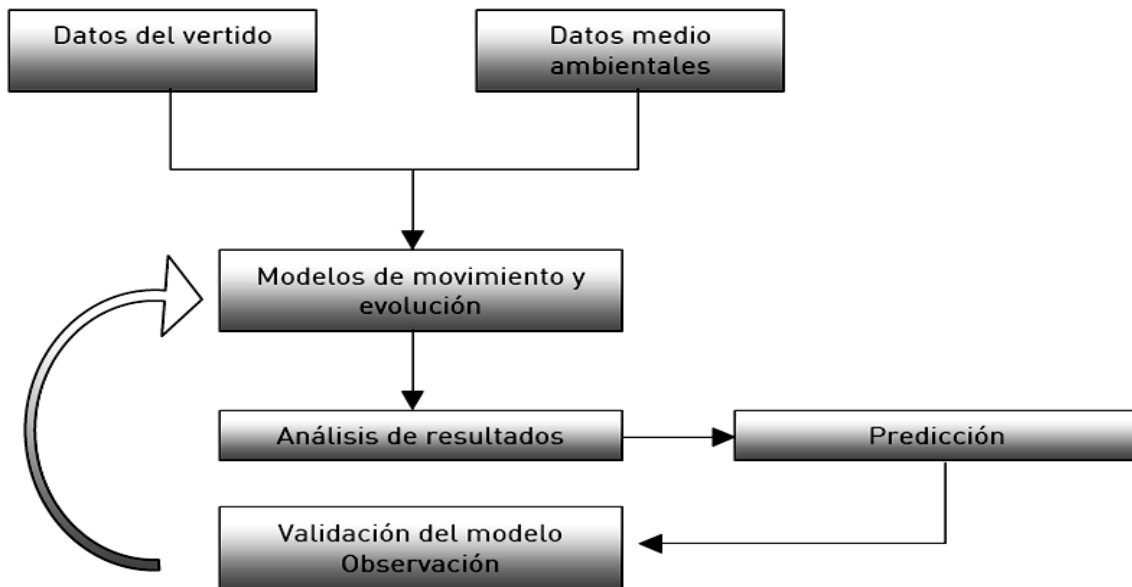 Datos del vertido
Datos medio
ambientales
Modelos de movimiento y
evolución
Análisis de resultados
Predicción
Validación del modelo
Observación